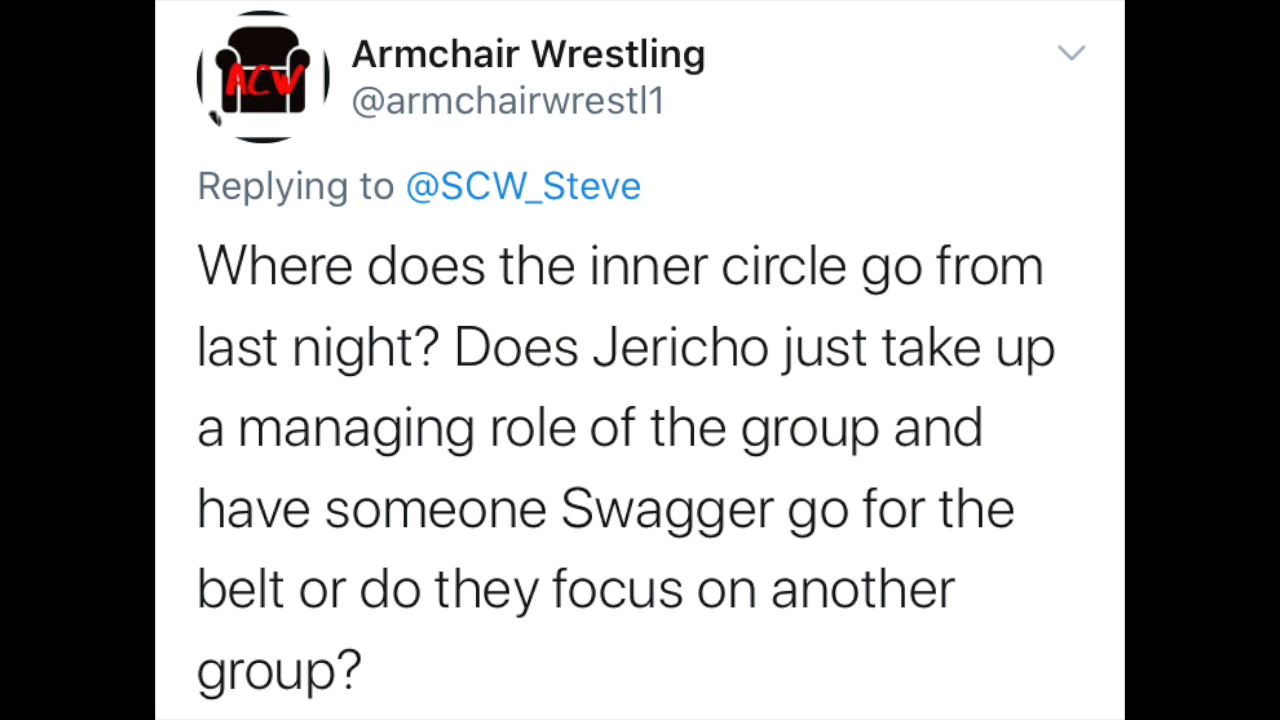 ACW
Armchair Wrestling
@armchairwrestl1
Replying to @SCW_Steve
Where does the inner circle go from
last night? Does Jericho just take up
a managing role of the group and
have someone Swagger go for the
belt or do they focus on another
group?